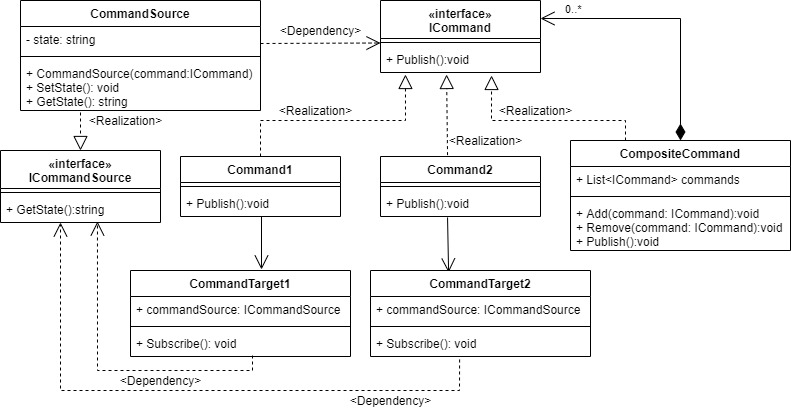 CommandSource
- state: string
+ CommandSource(command:ICommand)
+ SetState(): void
+ GetState(): string
<Dependency>
«interface»
ICommand
+ Publish():void
0..*
<Realization>
<Realization>
<Realization>
<Realization>
«interface»
ICommandSource
+ GetState():string
Command1
+ Publish():void
Command2
+ Publish():void
CompositeCommand
+ List<ICommand> commands
+ Add(command: ICommand):void
+ Remove(command: ICommand):void
+ Publish():void
CommandTarget1
+ commandSource: ICommandSource
+ Subscribe(): void
CommandTarget2
+ commandSource: ICommandSource
+ Subscribe(): void
<Dependency>
<Dependency>